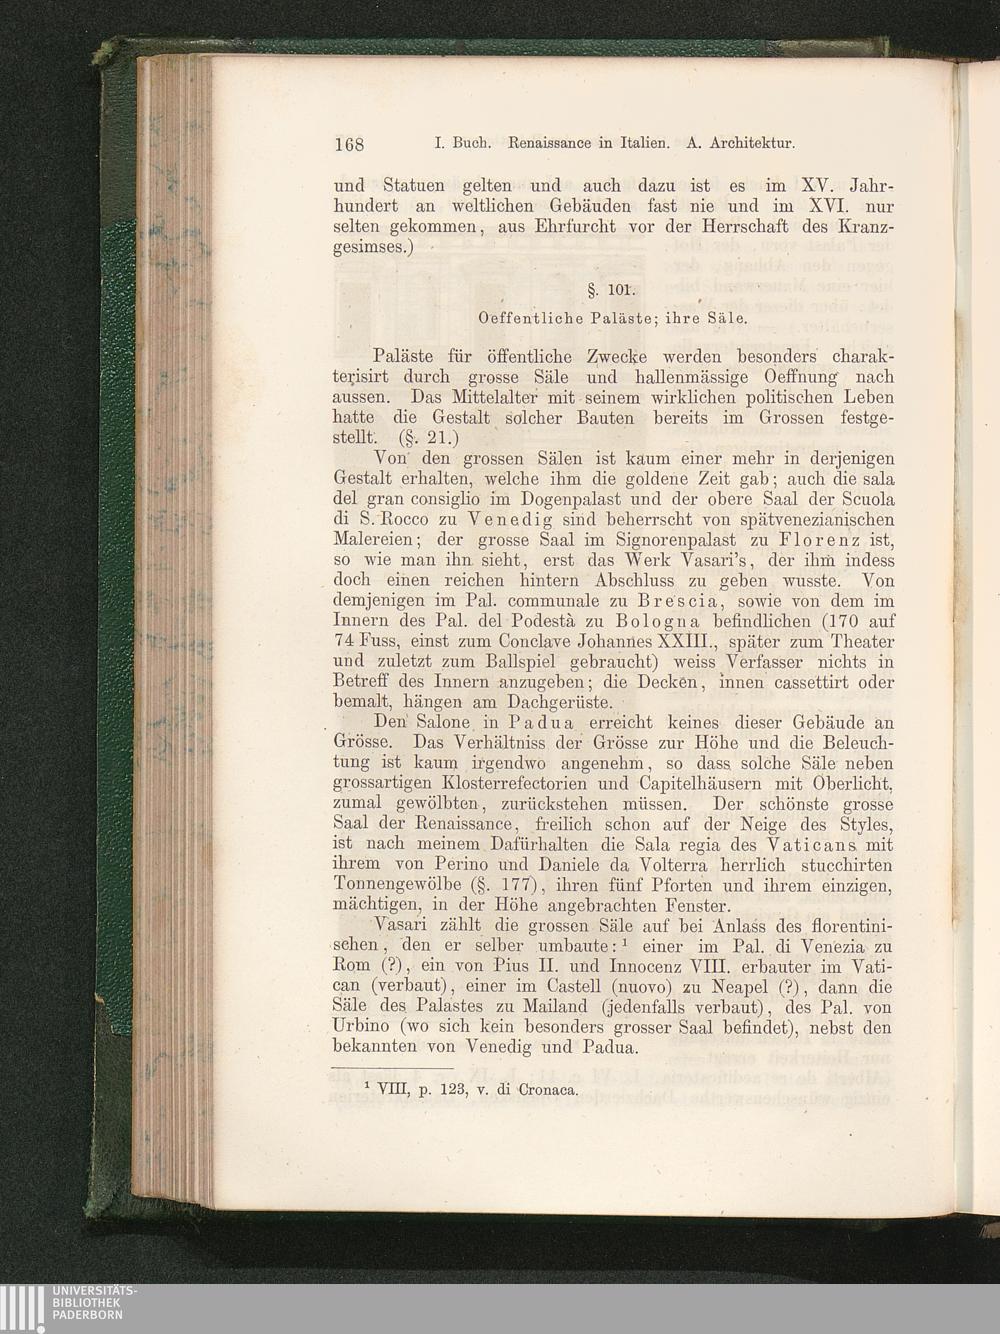 168 I. Buch. Renaissance in Italien. A. Architektur.
und Statuen gelten und auch dazu ist es im XV. Jahr-
hundert an weltlichen Gebäuden fast nie und im XVI. nur
selten gekommen, aus Ehrfurcht vor der Herrschaft des Kranz-
gesimses.)
§. 101.
Oeffentliche Paläste; ihre Säle.
Paläste für öffentliche Zwecke werden besonders charak-
terisirt durch grosse Säle und hallenmässige Oeffnung nach
aussen. Das Mittelalter mit seinem wirklichen politischen Leben
hatte die Gestalt solcher Bauten bereits im Grossen festge-
stellt. (§. 21.)
Von den grossen Sälen ist kaum einer mehr in derjenigen
Gestalt erhalten, welche ihm die goldene Zeit gab; auch die sala
del gran consiglio im Dogenpalast und der obere Saal der Scuola
di S. Rocco zu Venedig sind beherrscht von spätvenezianischen
Malereien; der grosse Saal im Signorenpalast zu Florenz ist,
so wie man ihn sieht, erst das Werk Vasari's, der ihm indess
doch einen reichen hintern Abschluss zu geben wusste. Von
demjenigen im Pal. communale zu Brescia, sowie von dem im
Innern des Pal. del Podestà zu Bologna befindlichen (170 auf
74 Fuss, einst zum Conclave Johannes XXIII., später zum Theater
und zuletzt zum Ballspiel gebraucht) weiss Verfasser nichts in
Betreff des Innern anzugeben; die Decken, innen cassettirt oder
bemalt, hängen am Dachgerüste.
Den Salone in Padua erreicht keines dieser Gebäude an
Grösse. Das Verhältniss der Grösse zur Höhe und die Beleuch-
tung ist kaum irgendwo angenehm, so dass solche Säle neben
grossartigen Klosterrefectorien und Capitelhäusern mit Oberlicht,
zumal gewölbten, zurückstehen müssen. Der schönste grosse
Saal der Renaissance, freilich schon auf der Neige des Styles,
ist nach meinem Dafürhalten die Sala regia des Vaticans mit
ihrem von Perino und Daniele da Volterra herrlich stucchirten
Tonnengewölbe (§. 177), ihren fünf Pforten und ihrem einzigen,
mächtigen, in der Höhe angebrachten Fenster.
Vasari zählt die grossen Säle auf bei Anlass des florentini-
schen, den er selber umbaute: ¹ einer im Pal. di Venezia zu
Rom (?), ein von Pius II. und Innocenz VIII. erbauter im Vati-
can (verbaut), einer im Castell (nuovo) zu Neapel (?), dann die
Säle des Palastes zu Mailand (jedenfalls verbaut), des Pal. von
Urbino (wo sich kein besonders grosser Saal befindet), nebst den
bekannten von Venedig und Padua.
¹ VIII, p. 123, v. di Cronaca.
UNIVERSITÄTS-
BIBLIOTHEK
PADERBORN